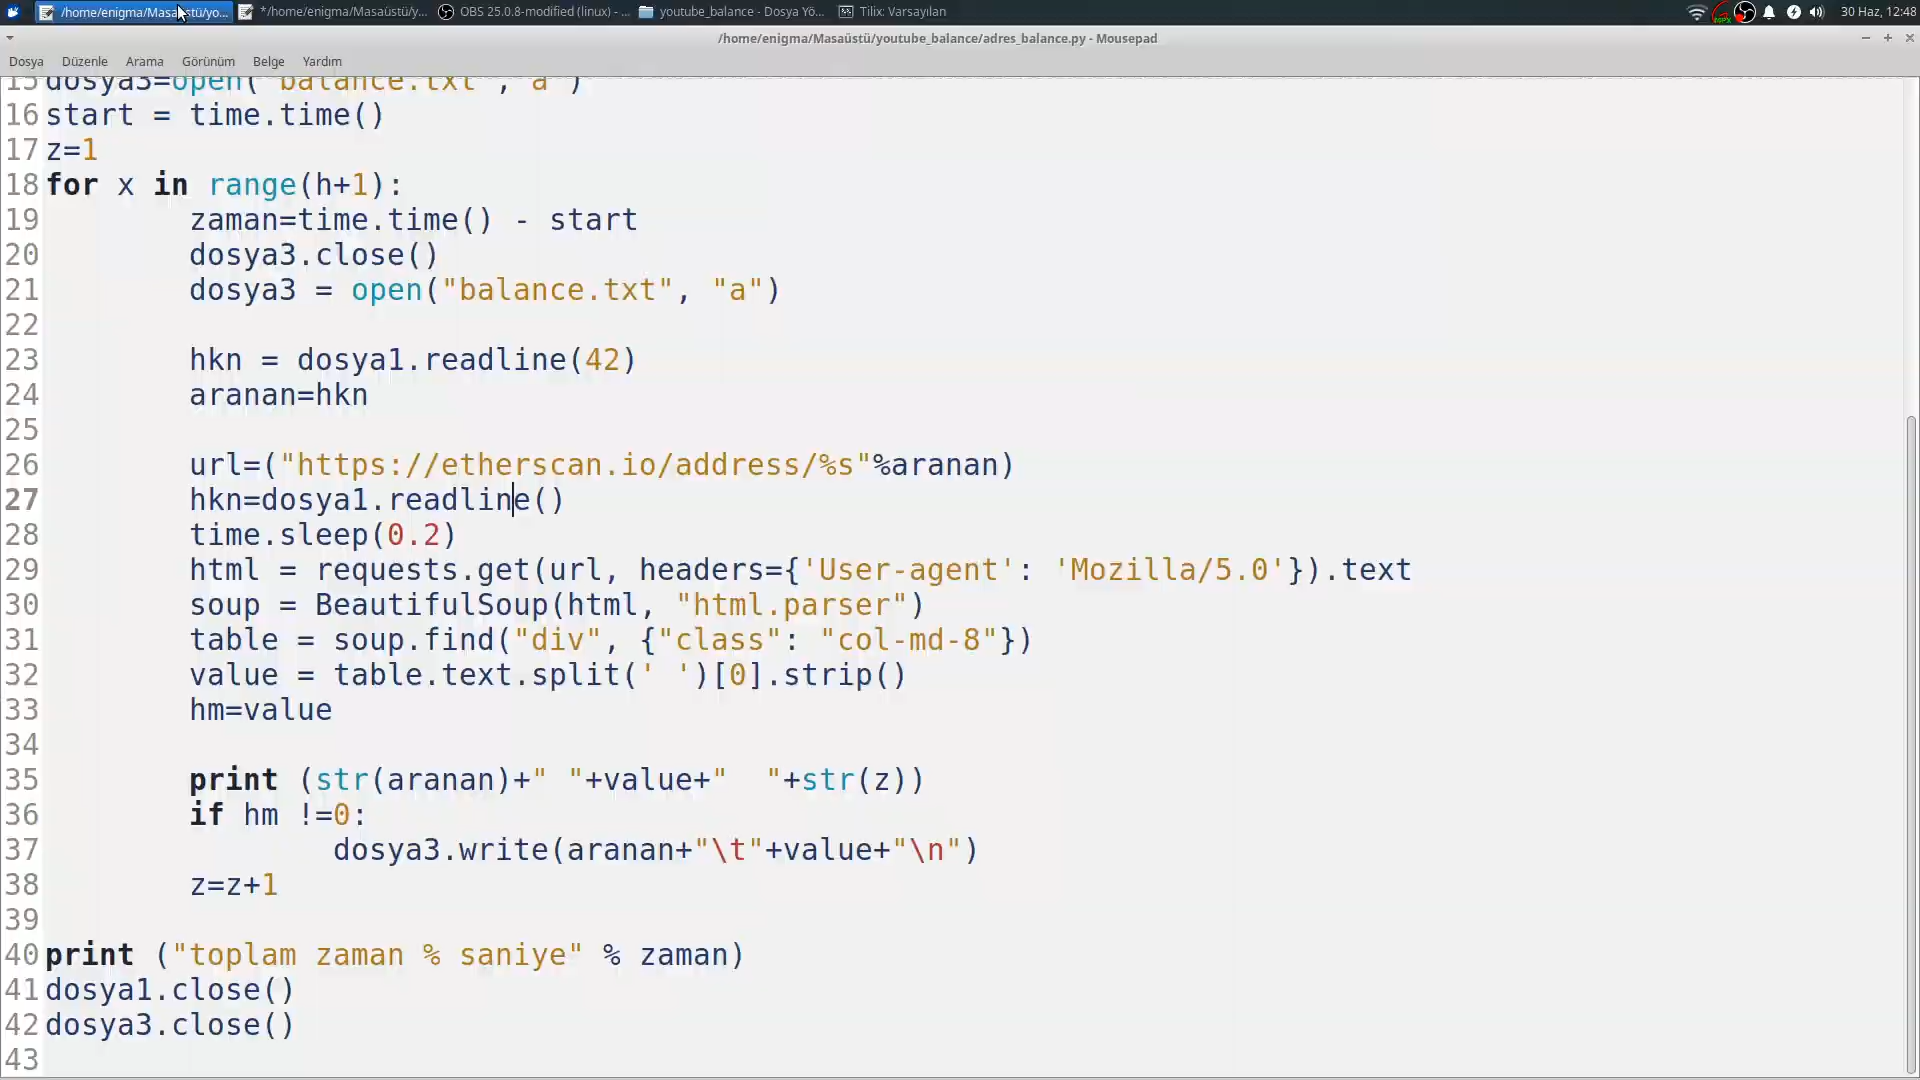 /home/enigma/Masaüstü/yo... */home/enigma/Masaüstü/y... OBS 25.0.8-modified (linux) - ... youtube_balance - Dosya Yö... Tilix: Varsayılan 30 Haz, 12:48
/home/enigma/Masaüstü/youtube_balance/adres_balance.py - Mousepad
Dosya Düzenle Arama Görünüm Belge Yardım
15 dosya3=open("balance.txt","a")
16 start = time.time()
17 z=1
18 for x in range(h+1):
19 zaman=time.time() - start
20 dosya3.close()
21 dosya3 = open("balance.txt", "a")
22
23 hkn = dosya1.readline(42)
24 aranan=hkn
25
26 url=("https://etherscan.io/address/%s"%aranan)
27 hkn=dosya1.readline()
28 time.sleep(0.2)
29 html = requests.get(url, headers={'User-agent': 'Mozilla/5.0'}).text
30 soup = BeautifulSoup(html, "html.parser")
31 table = soup.find("div", {"class": "col-md-8"})
32 value = table.text.split(' ')[0].strip()
33 hm=value
34
35 print (str(aranan)+" "+value+"  "+str(z))
36 if hm !=0:
37 dosya3.write(aranan+"\t"+value+"\n")
38 z=z+1
39
40 print ("toplam zaman % saniye" % zaman)
41 dosya1.close()
42 dosya3.close()
43